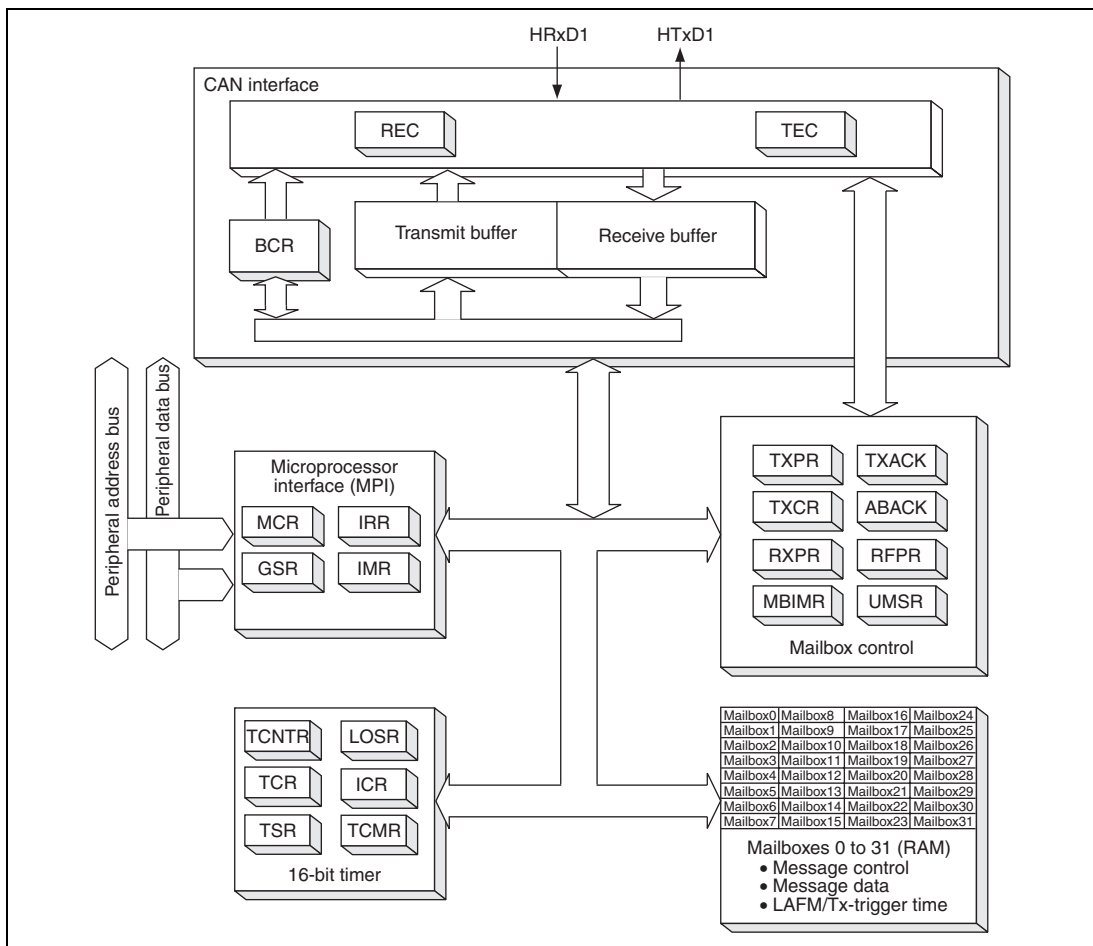 HRxD1 HTxD1
CAN interface
REC TEC
BCR
Transmit buffer
Receive buffer
Peripheral address bus
Peripheral data bus
Microprocessor
interface (MPI)
MCR IRR
GSR IMR
TXPR TXACK
TXCR ABACK
RXPR RFPR
MBIMR UMSR
Mailbox control
TCNTR LOSR
TCR ICR
TSR TCMR
16-bit timer
Mailbox0 Mailbox8 Mailbox16 Mailbox24
Mailbox1 Mailbox9 Mailbox17 Mailbox25
Mailbox2 Mailbox10 Mailbox18 Mailbox26
Mailbox3 Mailbox11 Mailbox19 Mailbox27
Mailbox4 Mailbox12 Mailbox20 Mailbox28
Mailbox5 Mailbox13 Mailbox21 Mailbox29
Mailbox6 Mailbox14 Mailbox22 Mailbox30
Mailbox7 Mailbox15 Mailbox23 Mailbox31
Mailboxes 0 to 31 (RAM)
• Message control
• Message data
• LAFM/Tx-trigger time